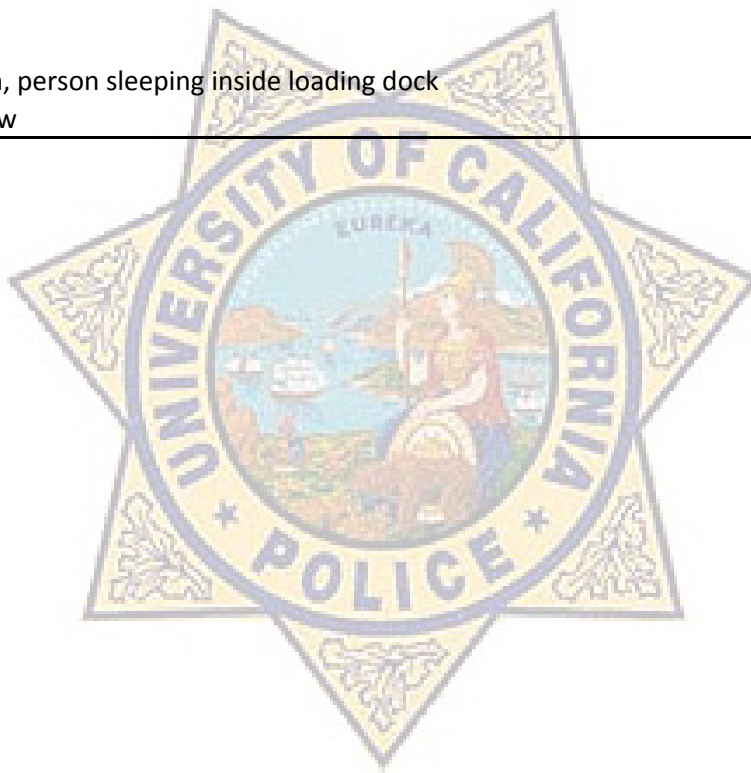 , person sleeping inside loading dock
w
UNIVERSITY OF CALIFORNIA
EUREKA
POLICE